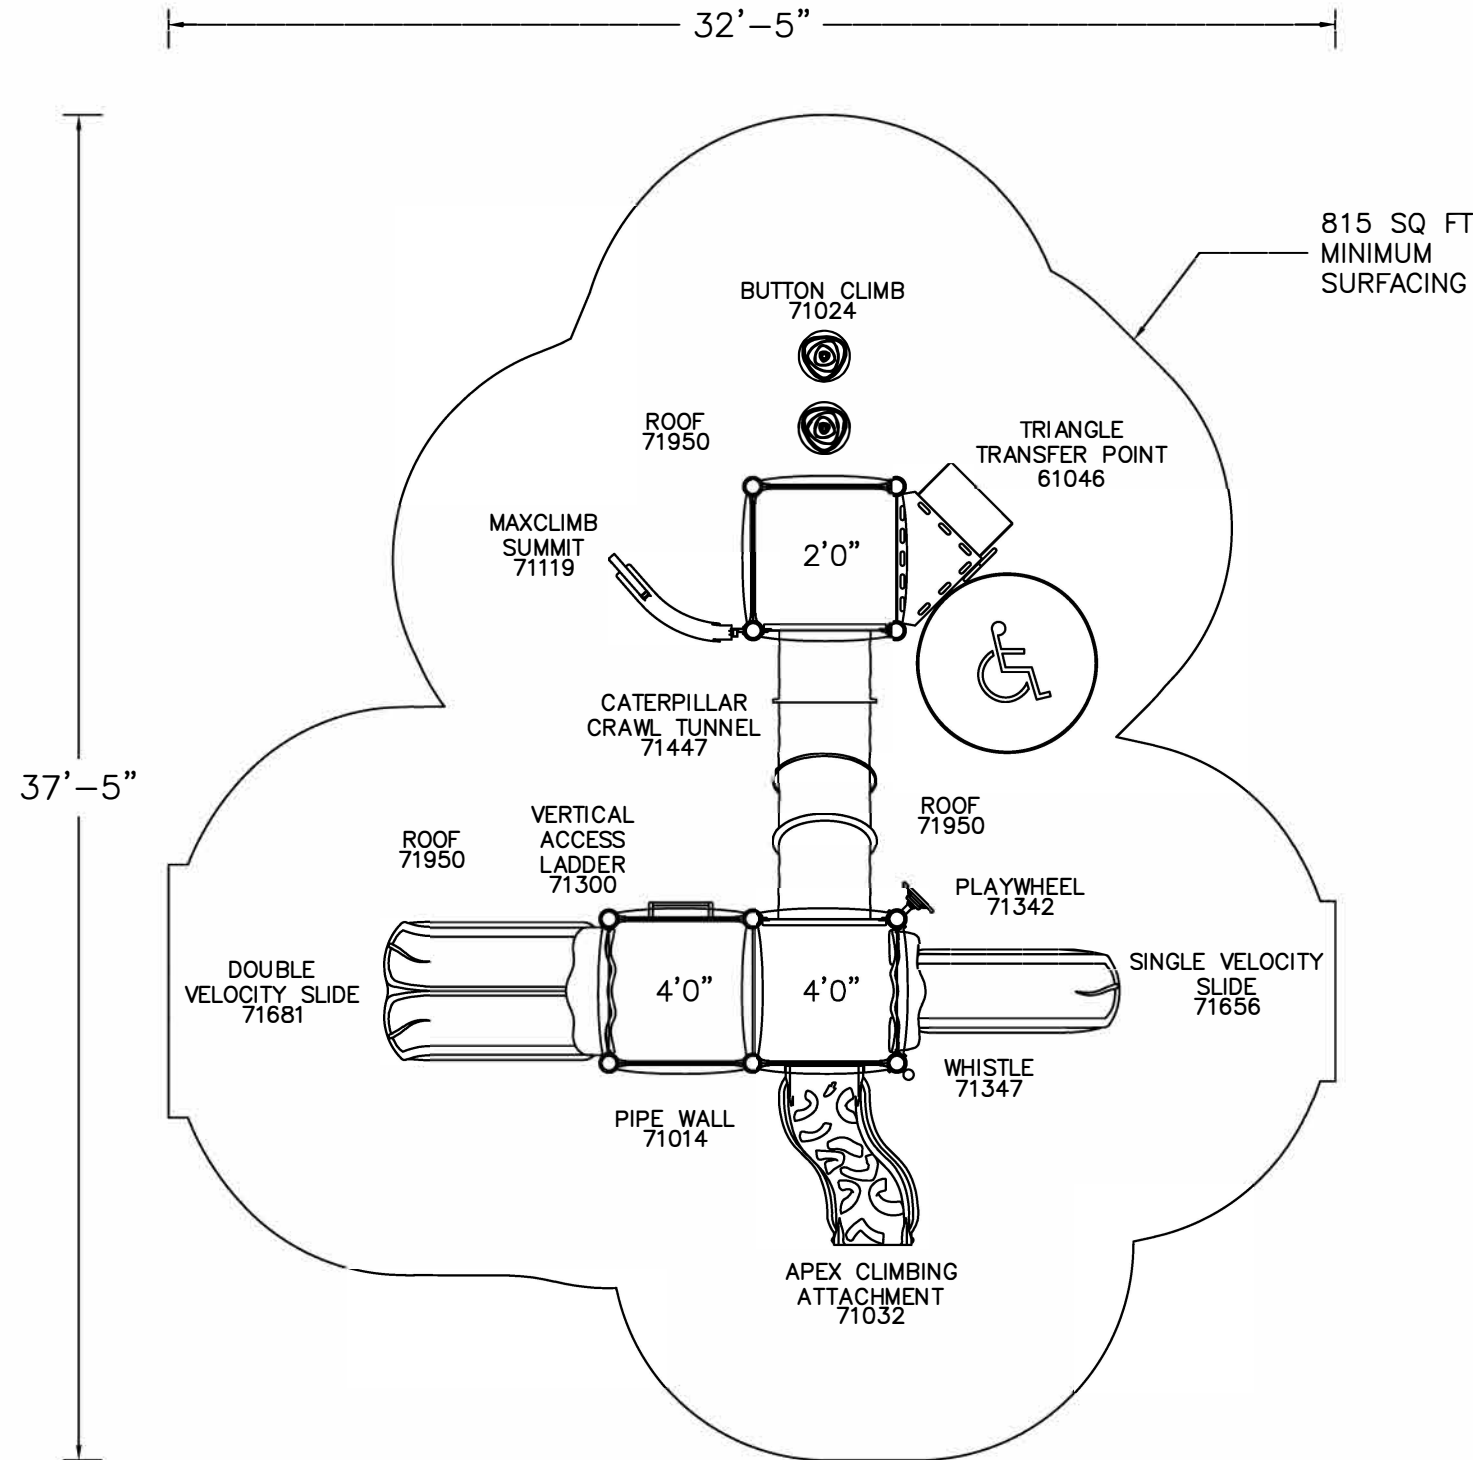 32'-5"
815 SQ FT
MINIMUM
SURFACING
BUTTON CLIMB
71024
ROOF
71950
TRIANGLE
TRANSFER POINT
61046
MAXCLIMB
SUMMIT
71119
2'0"
CATERPILLAR
CRAWL TUNNEL
71447
37'-5"
VERTICAL
ACCESS
LADDER
71300
ROOF
71950
ROOF
71950
PLAYWHEEL
71342
DOUBLE
VELOCITY SLIDE
71681
4'0"
4'0"
SINGLE VELOCITY
SLIDE
71656
WHISTLE
71347
PIPE WALL
71014
APEX CLIMBING
ATTACHMENT
71032